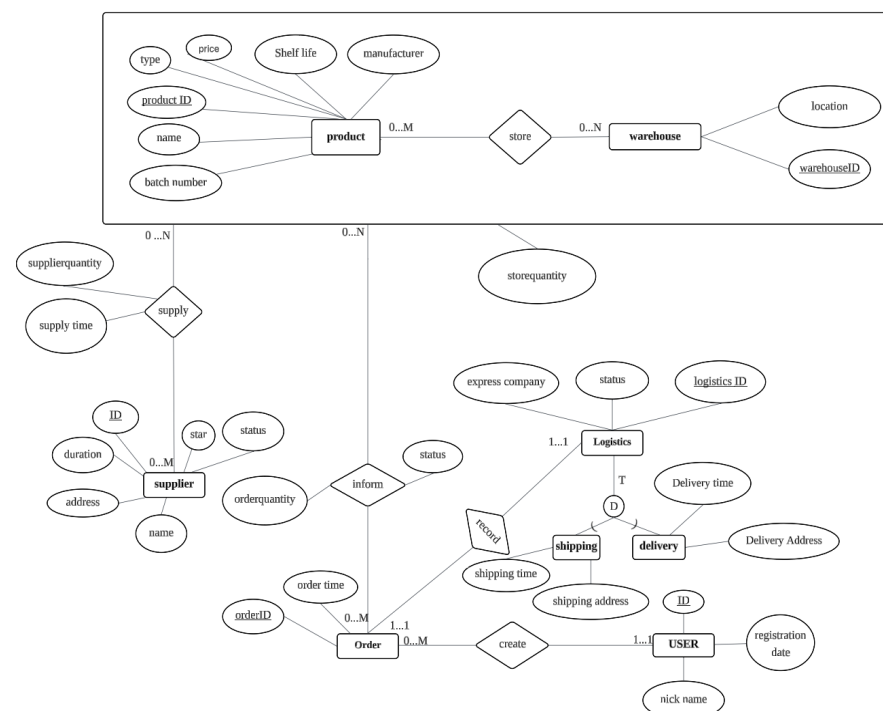 price
type
Shelf life
manufacturer
product ID
location
0...M
0...N
name
product
store
warehouse
warehouseID
batch number
0 ...N
0...N
supplierquantity
storequantity
supply
supply time
express company
status
logistics ID
ID
star
status
1...1
Logistics
duration
status
0...M
T
Delivery time
supplier
inform
address
orderquantity
D
name
record
shipping
delivery
Delivery Address
shipping time
order time
shipping address
ID
orderID
0...M
1...1
0...M
Order
create
1...1
USER
registration
date
nick name